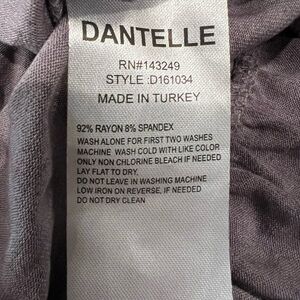 DANTELLE
RN#143249
STYLE :D161034
MADE IN TURKEY
92% RAYON 8% SPANDEX
WASH ALONE FOR FIRST TWO WASHES
MACHINE WASH COLD WITH LIKE COLOR
ONLY NON CHLORINE BLEACH IF NEEDED
LAY FLAT TO DRY.
DO NOT LEAVE IN WASHING MACHINE
LOW IRON ON REVERSE, IF NEEDED
DO NOT DRY CLEAN